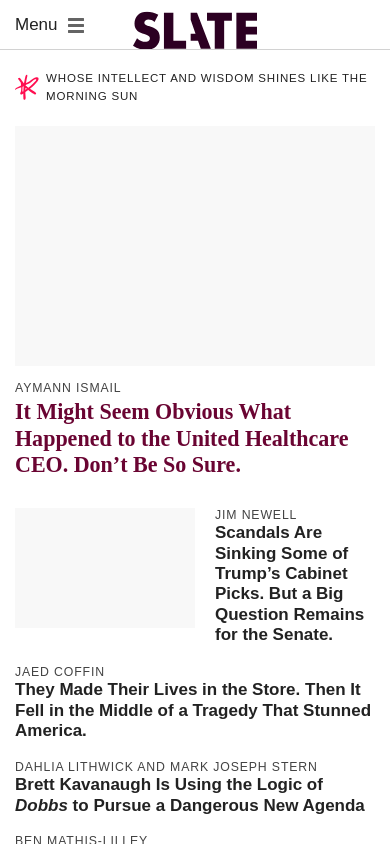 Menu
SLATE
WHOSE INTELLECT AND WISDOM SHINES LIKE THE
MORNING SUN
AYMANN ISMAIL
It Might Seem Obvious What
Happened to the United Healthcare
CEO. Don’t Be So Sure.
JIM NEWELL
Scandals Are
Sinking Some of
Trump’s Cabinet
Picks. But a Big
Question Remains
for the Senate.
JAED COFFIN
They Made Their Lives in the Store. Then It
Fell in the Middle of a Tragedy That Stunned
America.
DAHLIA LITHWICK AND MARK JOSEPH STERN
Brett Kavanaugh Is Using the Logic of
Dobbs to Pursue a Dangerous New Agenda
BEN MATHIS-LILLEY